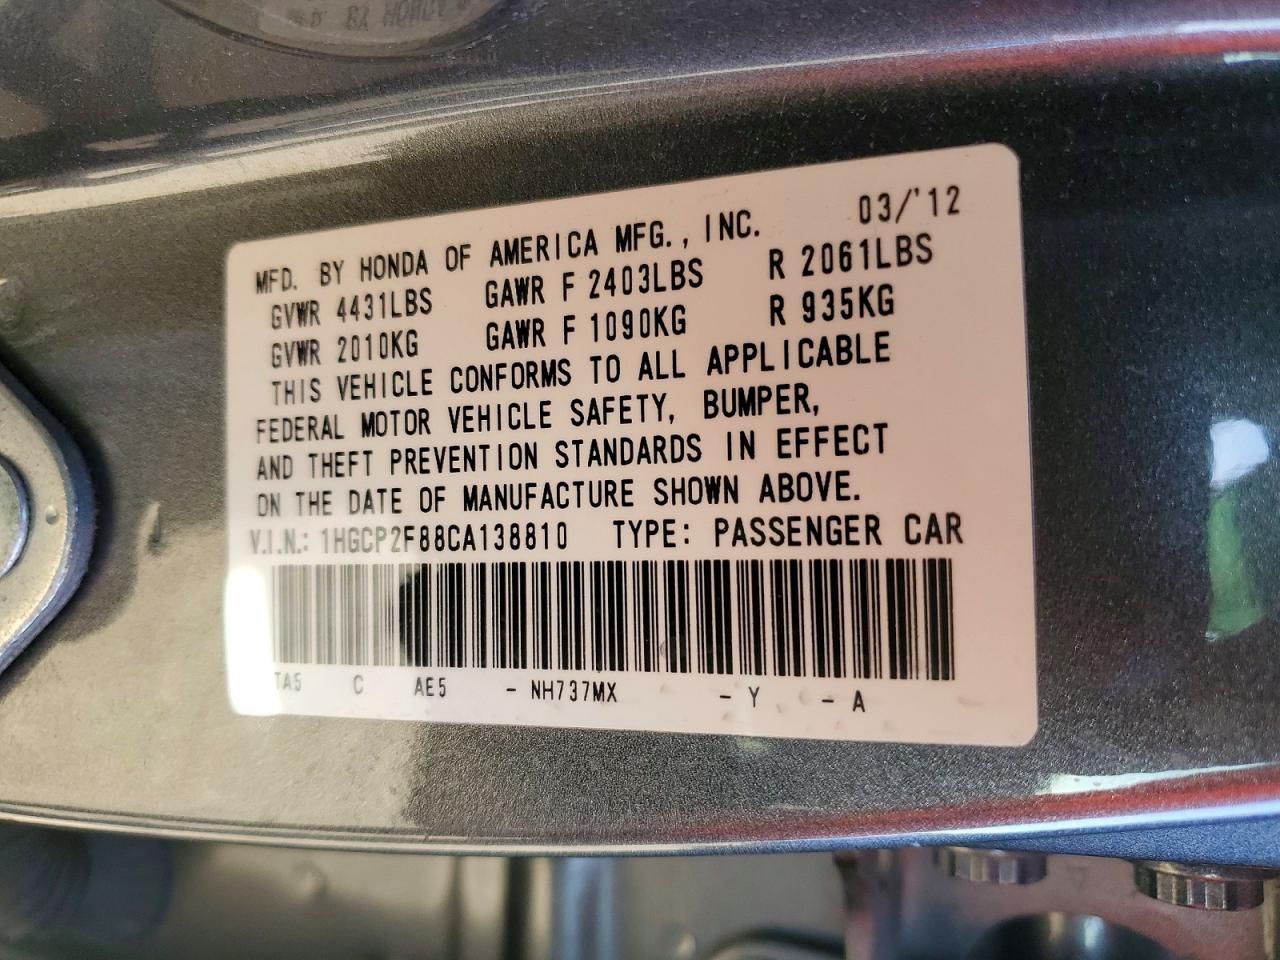 MFD. BY HONDA OF AMERICA MFG., INC. 03/'12
GVWR 4431LBS GAWR F 2403LBS R 2061LBS
GVWR 2010KG GAWR F 1090KG R 935KG
THIS VEHICLE CONFORMS TO ALL APPLICABLE
FEDERAL MOTOR VEHICLE SAFETY, BUMPER,
AND THEFT PREVENTION STANDARDS IN EFFECT
ON THE DATE OF MANUFACTURE SHOWN ABOVE.
V.I.N.: 1HGCP2F88CA138810 TYPE: PASSENGER CAR
TA5 C AE5 - NH737MX - Y - A